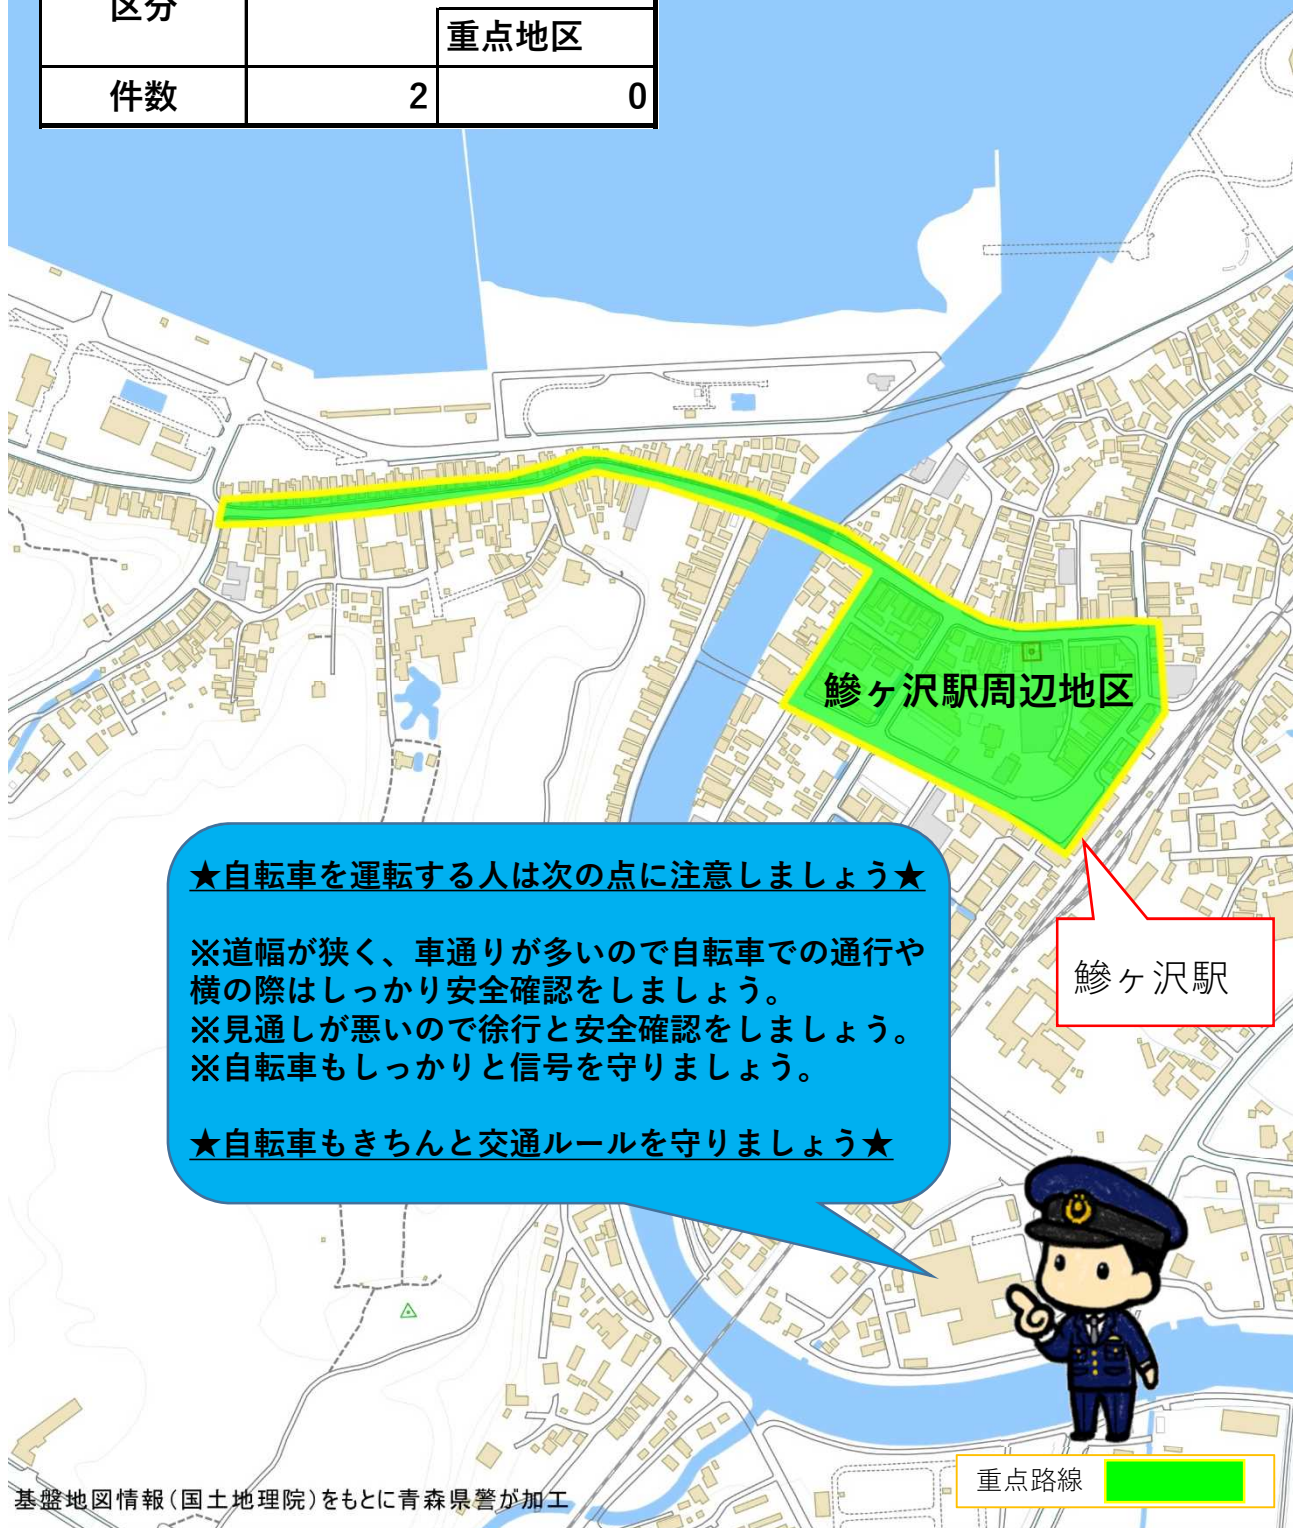 区分
重点地区
件数 2 0
鰺ヶ沢駅周辺地区
★自転車を運転する人は次の点に注意しましょう★
※道幅が狭く、車通りが多いので自転車での通行や
横の際はしっかり安全確認をしましょう。
※見通しが悪いので徐行と安全確認をしましょう。
※自転車もしっかりと信号を守りましょう。
★自転車もきちんと交通ルールを守りましょう★
鰺ヶ沢駅
重点路線
基盤地図情報（国土地理院）をもとに青森県警が加工